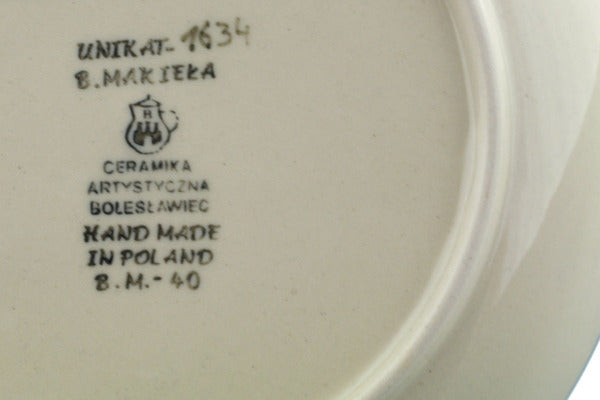 UNIKAT-1634
B. MAKIEŁA
H
CERAMIKA
ARTYSTYCZNA
BOLESŁAWIEC
HAND MADE
IN POLAND
B.M.-40